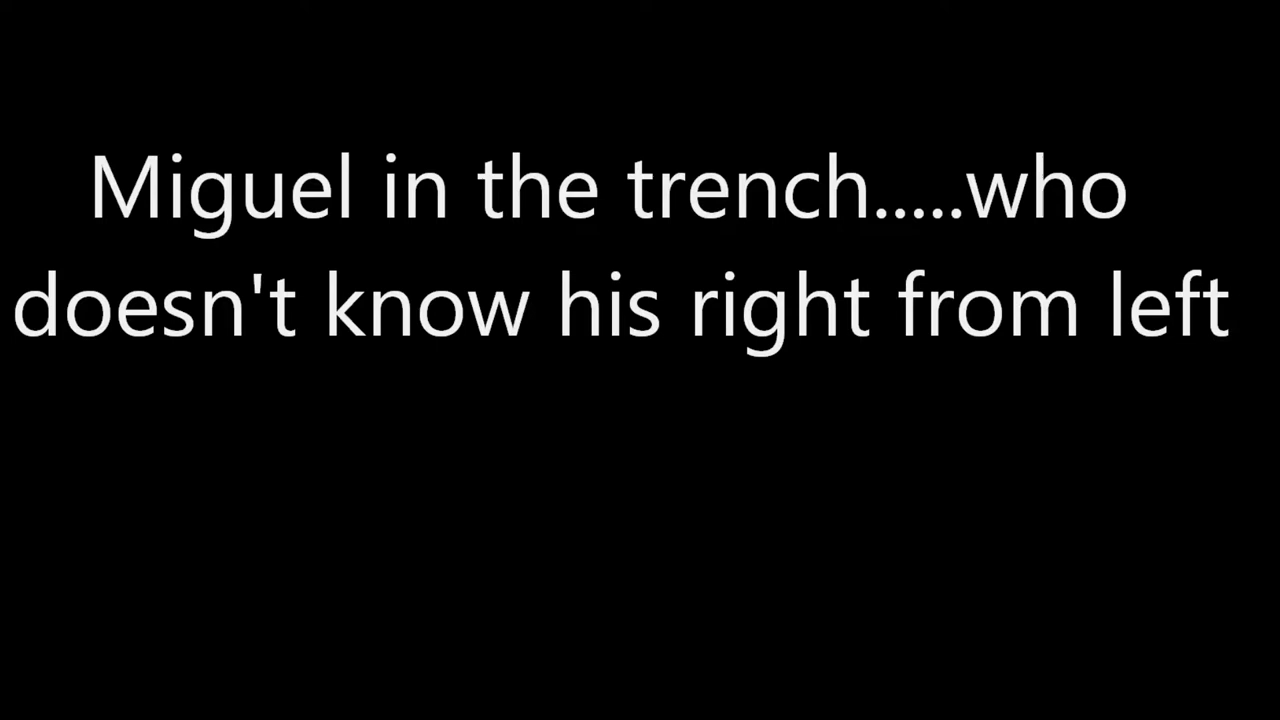 Miguel in the trench.....who
doesn't know his right from left